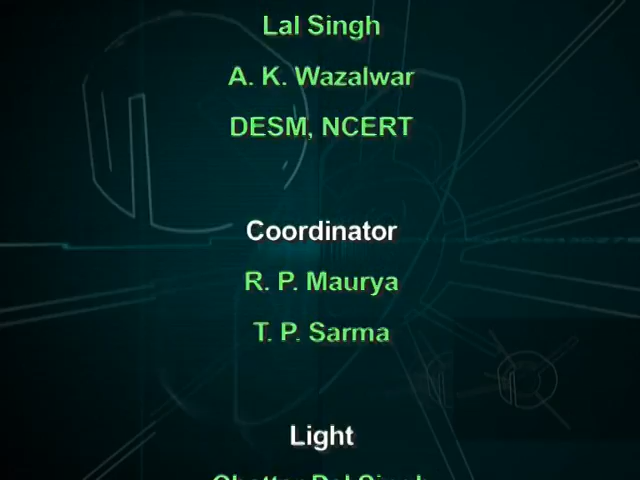 Lal Singh
A. K. Wazalwar
DESM, NCERT
Coordinator
R. P. Maurya
T. P. Sarma
Light